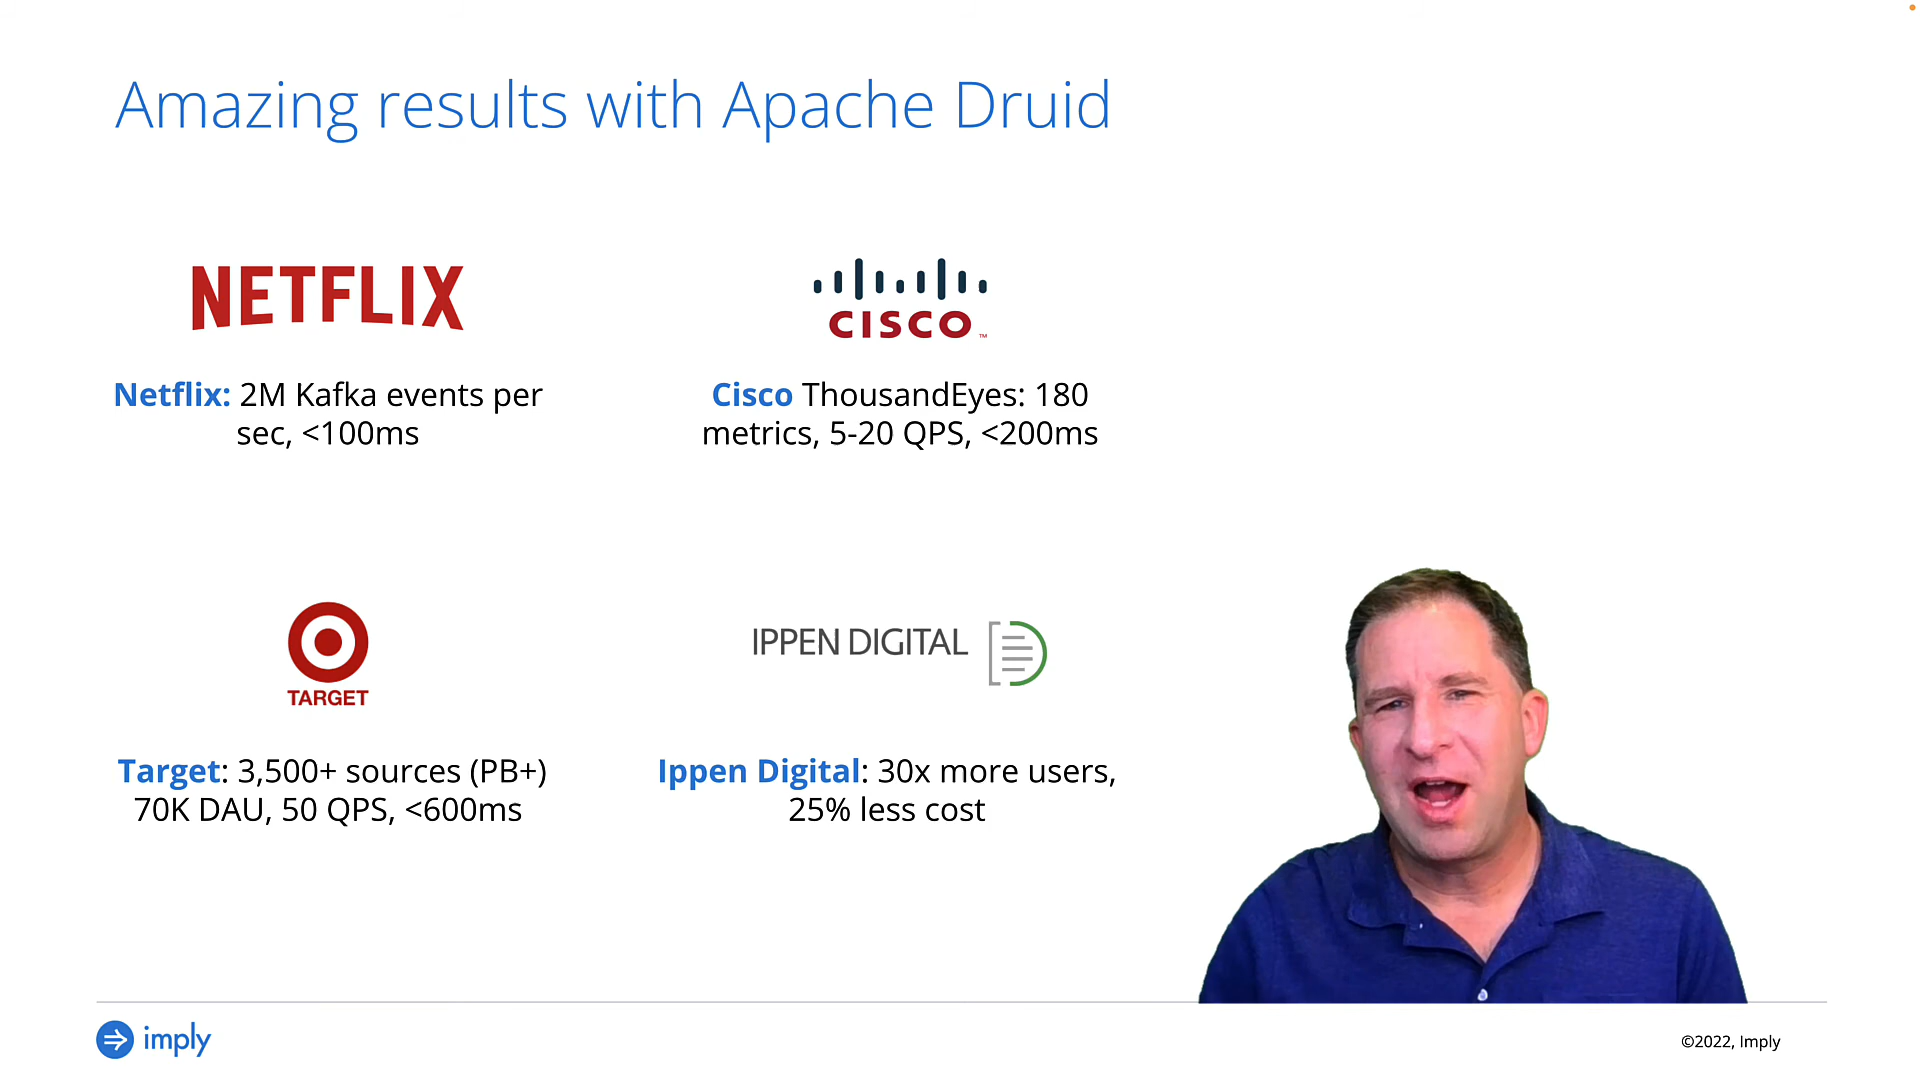 Amazing results with Apache Druid
NETFLIX
Netflix: 2M Kafka events per
sec, <100ms
CISCO™
Cisco ThousandEyes: 180
metrics, 5-20 QPS, <200ms
TARGET
Target: 3,500+ sources (PB+)
70K DAU, 50 QPS, <600ms
IPPEN DIGITAL
Ippen Digital: 30x more users,
25% less cost
imply
©2022, Imply